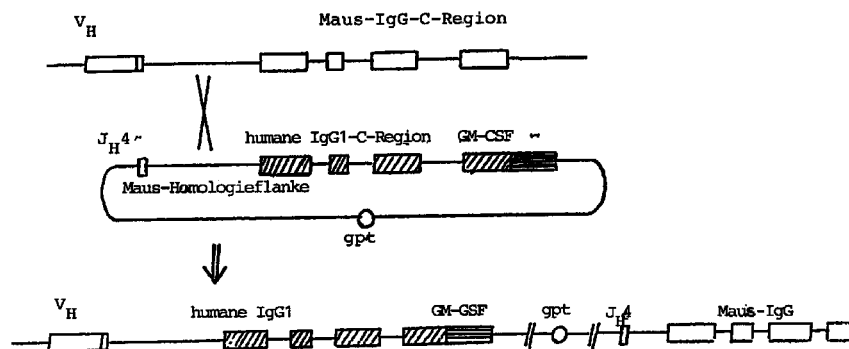 V_H Maus-IgG-C-Region
J_H4 humane IgG1-C-Region GM-CSF
Maus-Homologieflanke
gpt
V_H humane IgG1 GM-GSF gpt J_H4 Maus-IgG